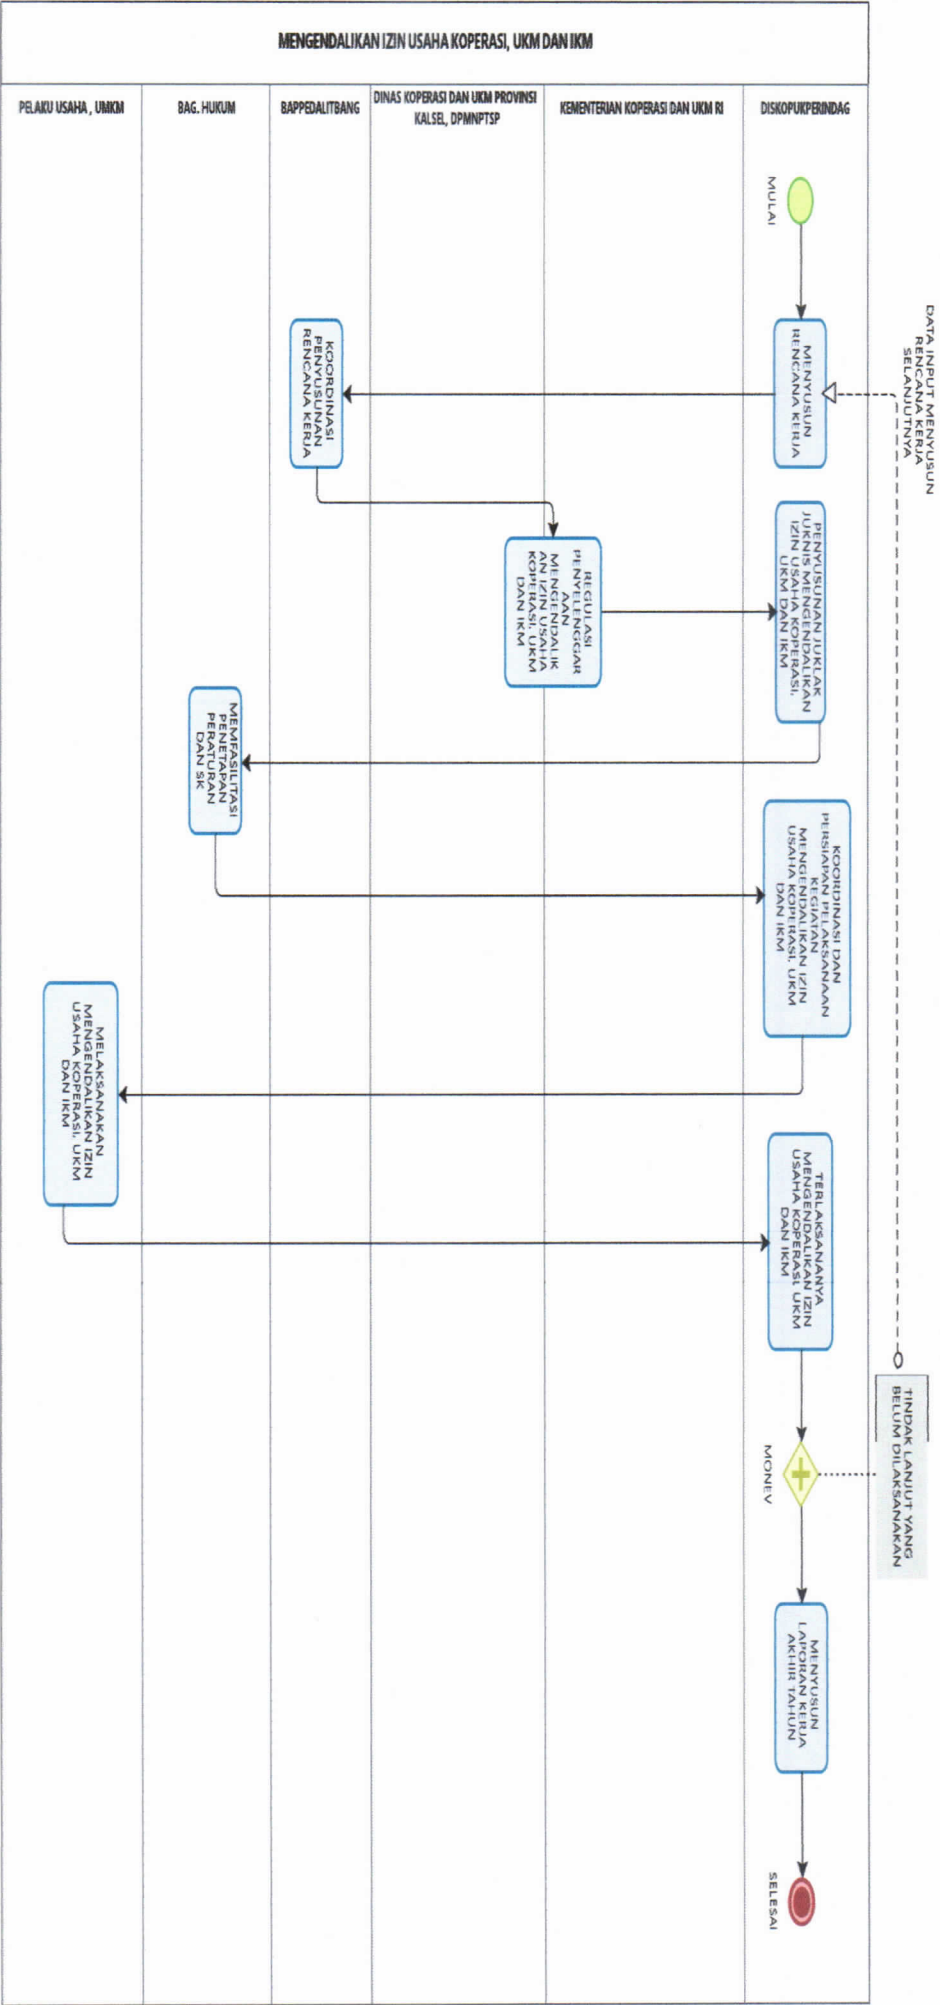 MENGENDALIKAN IZIN USAHA KOPERASI, UKM DAN IKM
PELAKU USAHA , UMKM
BAG. HUKUM
BAPPEDALITBANG
DINAS KOPERASI DAN UKM PROVINSI
KALSEL, DPMNPTSP
KEMENTERIAN KOPERASI DAN UKM RI
DISKOPUKPERINDAG
MULAI
MENYUSUN
RENCANA KERJA
DATA INPUT MENYUSUN
RENCANA KERJA
SELANJUTNYA
KOORDINASI
PENYUSUNAN
RENCANA KERJA
REGULASI
PENYELENGGAR
AAN
MENGENDALIK
AN IZIN USAHA
KOPERASI, UKM
DAN IKM
PENYUSUNAN JUKLAK
JUKNIS MENGENDALIKAN
IZIN USAHA KOPERASI,
UKM DAN IKM
MEMFASILITASI
PENETAPAN
PERATURAN
DAN SK
KOORDINASI DAN
PERSIAPAN PELAKSANAAN
KEGIATAN
MENGENDALIKAN IZIN
USAHA KOPERASI, UKM
DAN IKM
MELAKSANAKAN
MENGENDALIKAN IZIN
USAHA KOPERASI, UKM
DAN IKM
TERLAKSANANYA
MENGENDALIKAN IZIN
USAHA KOPERASI, UKM
DAN IKM
MONEV
TINDAK LANJUT YANG
BELUM DILAKSANAKAN
MENYUSUN
LAPORAN KERJA
AKHIR TAHUN
SELESAI